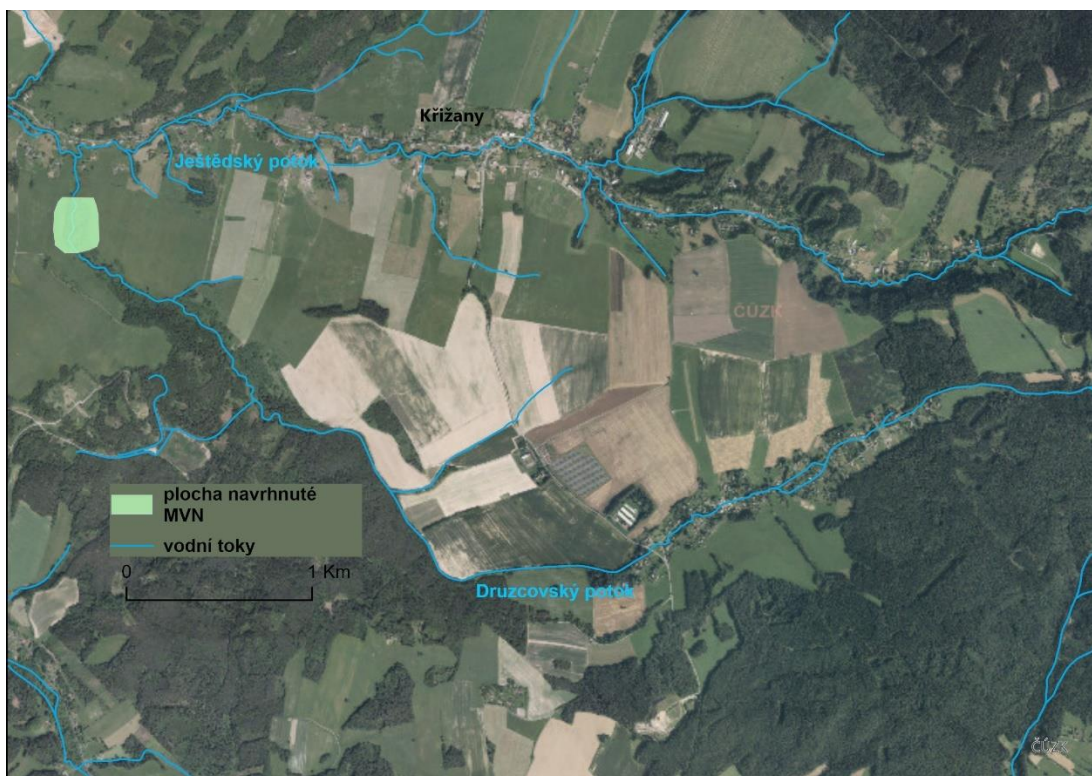 Křižany
Ještědský potok
ČÚZK
plocha navrhnuté
MVN
vodní toky
0 1 Km
Druzcovský potok
ČÚZK